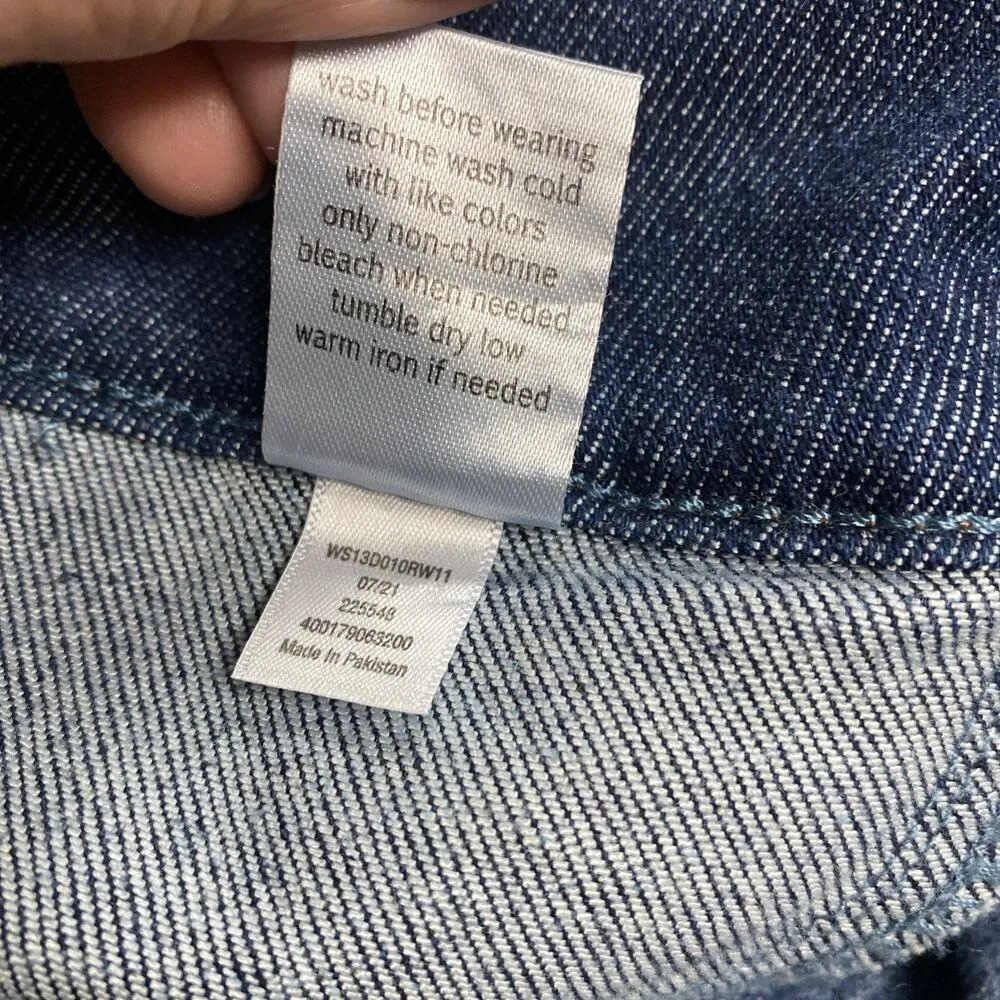 wash before wearing
machine wash cold
with like colors
only non-chlorine
bleach when needed
tumble dry low
warm iron if needed
WS13D010RW11
07/21
225548
400179063200
Made In Pakistan